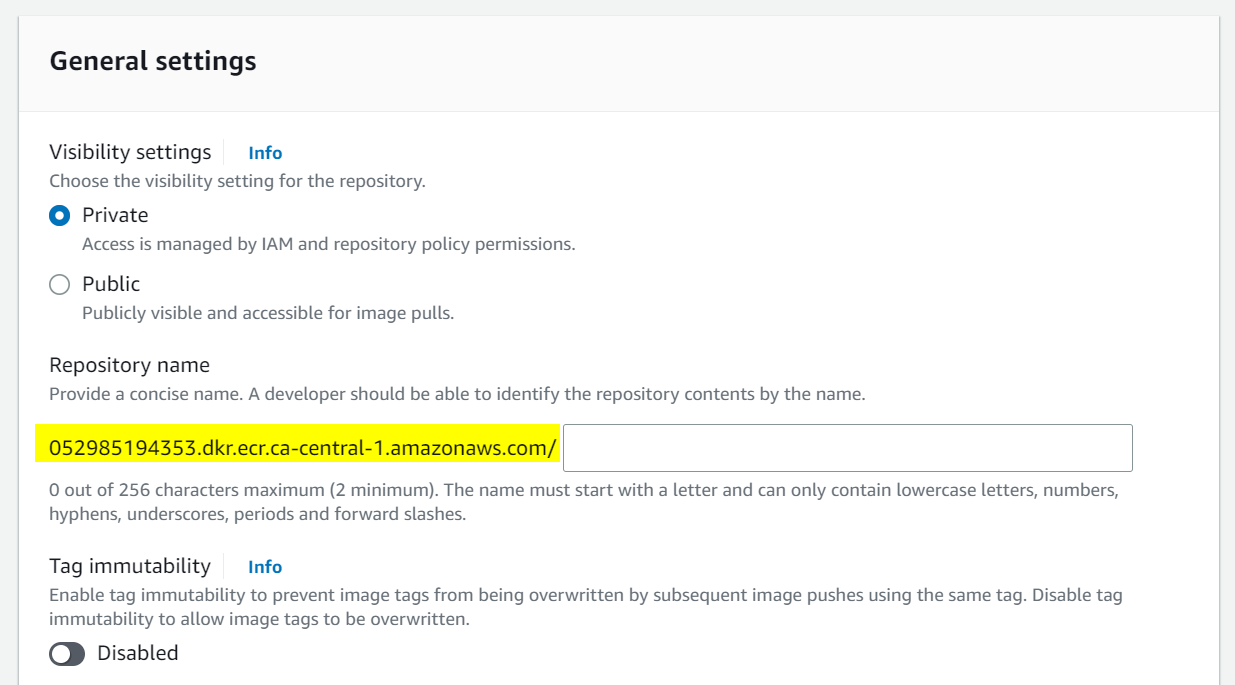 General settings
Visibility settings Info
Choose the visibility setting for the repository.
Private
Access is managed by IAM and repository policy permissions.
Public
Publicly visible and accessible for image pulls.
Repository name
Provide a concise name. A developer should be able to identify the repository contents by the name.
052985194353.dkr.ecr.ca-central-1.amazonaws.com/
0 out of 256 characters maximum (2 minimum). The name must start with a letter and can only contain lowercase letters, numbers,
hyphens, underscores, periods and forward slashes.
Tag immutability Info
Enable tag immutability to prevent image tags from being overwritten by subsequent image pushes using the same tag. Disable tag
immutability to allow image tags to be overwritten.
Disabled